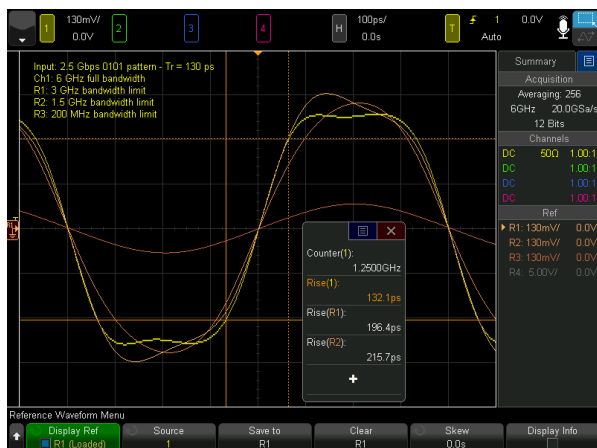 1 130mV/ 0.0V 2 3 4 H 100ps/ 0.0s T 1 0.0V Auto
Input: 2.5 Gbps 0101 pattern - Tr = 130 ps
Ch1: 6 GHz full bandwidth
R1: 3 GHz bandwidth limit
R2: 1.5 GHz bandwidth limit
R3: 200 MHz bandwidth limit
R1
Summary
Acquisition
Averaging: 256
6GHz 20.0GSa/s
12 Bits
Channels
DC 50Ω 1.00:1
DC 1.00:1
DC 1.00:1
DC 1.00:1
Ref
R1: 130mV/ 0.0V
R2: 130mV/ 0.0V
R3: 130mV/ 0.0V
R4: 5.00V/ 0.0V
Counter(1):
1.2500GHz
Rise(1):
132.1ps
Rise(R1):
196.4ps
Rise(R2):
215.7ps
Reference Waveform Menu
Display Ref Source Save to Clear Skew Display Info
R1 (Loaded) 1 R1 R1 0.0s